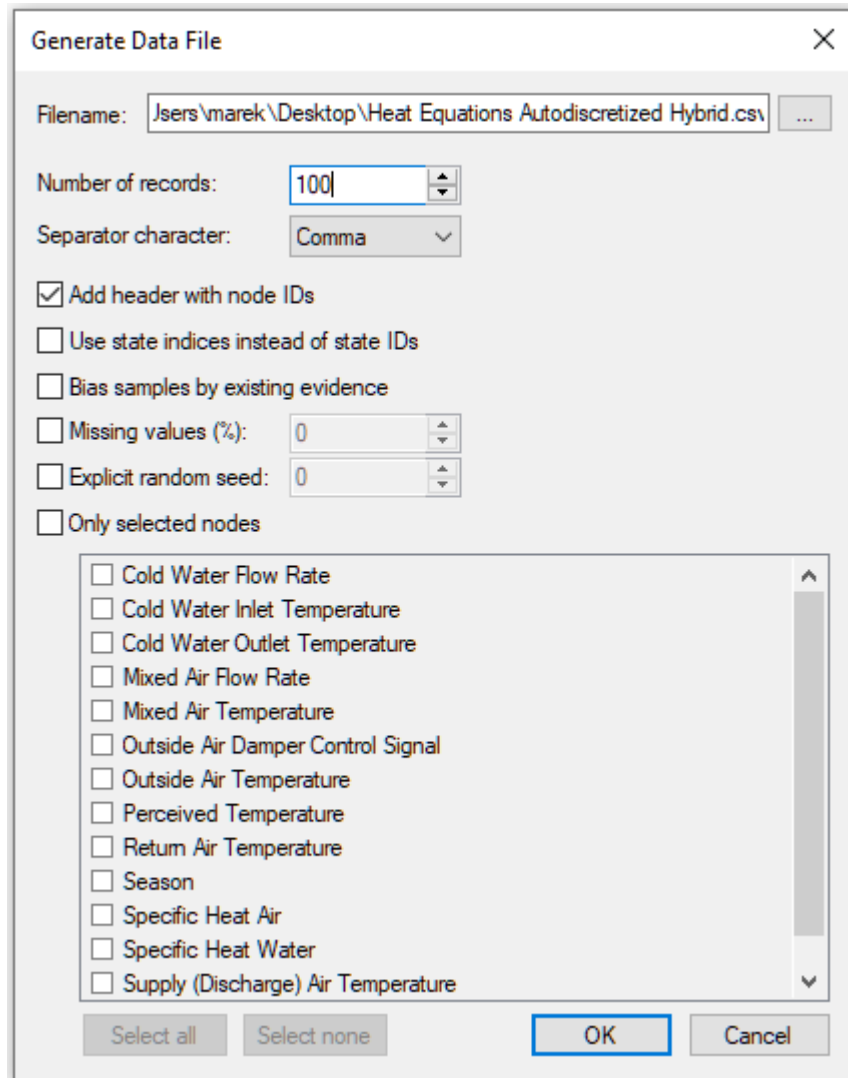 Generate Data File
Filename: Jsers\marek\Desktop\Heat Equations Autodiscretized Hybrid.csv ...
Number of records: 100
Separator character: Comma
Add header with node IDs
Use state indices instead of state IDs
Bias samples by existing evidence
Missing values (%): 0
Explicit random seed: 0
Only selected nodes
Cold Water Flow Rate
Cold Water Inlet Temperature
Cold Water Outlet Temperature
Mixed Air Flow Rate
Mixed Air Temperature
Outside Air Damper Control Signal
Outside Air Temperature
Perceived Temperature
Return Air Temperature
Season
Specific Heat Air
Specific Heat Water
Supply (Discharge) Air Temperature
Select all Select none OK Cancel